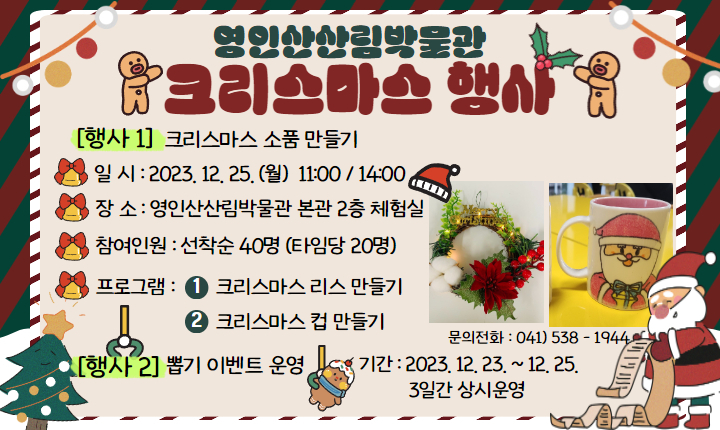 영인산산림박물관
크리스마스 행사
[행사 1] 크리스마스 소품 만들기
일 시 : 2023. 12. 25. (월) 11:00 / 14:00
장 소 : 영인산산림박물관 본관 2층 체험실
참여인원 : 선착순 40명 (타임당 20명)
프로그램 : 1 크리스마스 리스 만들기
2 크리스마스 컵 만들기
문의전화 : 041) 538 - 1944
[행사 2] 뽑기 이벤트 운영
기간 : 2023. 12. 23. ~ 12. 25.
3일간 상시운영